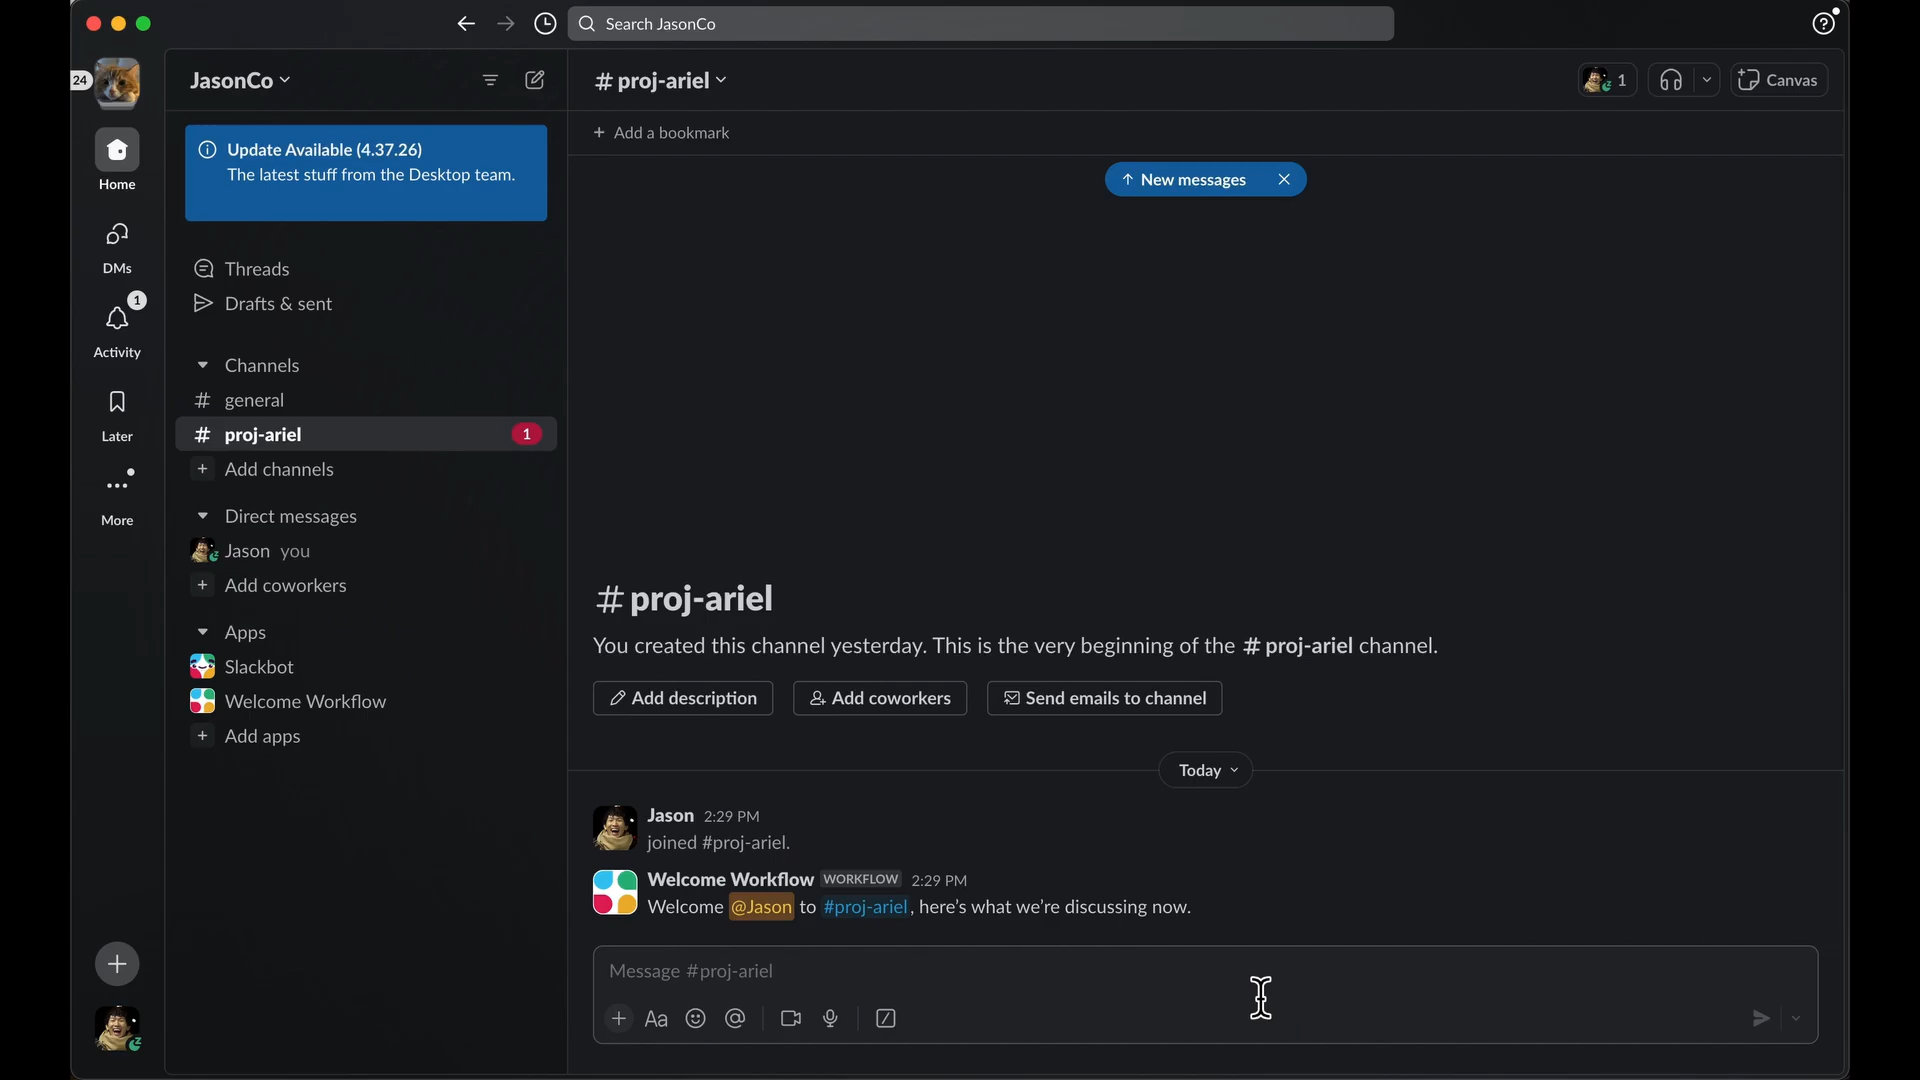 Search JasonCo
24
JasonCo
# proj-ariel
1
Canvas
+ Add a bookmark
Update Available (4.37.26)
The latest stuff from the Desktop team.
↑ New messages
Home
DMs
1
Activity
Later
More
Threads
Drafts & sent
Channels
# general
# proj-ariel 1
+ Add channels
Direct messages
Jason you
+ Add coworkers
Apps
Slackbot
Welcome Workflow
+ Add apps
# proj-ariel
You created this channel yesterday. This is the very beginning of the # proj-ariel channel.
Add description
Add coworkers
Send emails to channel
Today
Jason 2:29 PM
joined #proj-ariel.
Welcome Workflow WORKFLOW 2:29 PM
Welcome @Jason to #proj-ariel, here's what we're discussing now.
Message #proj-ariel
Aa